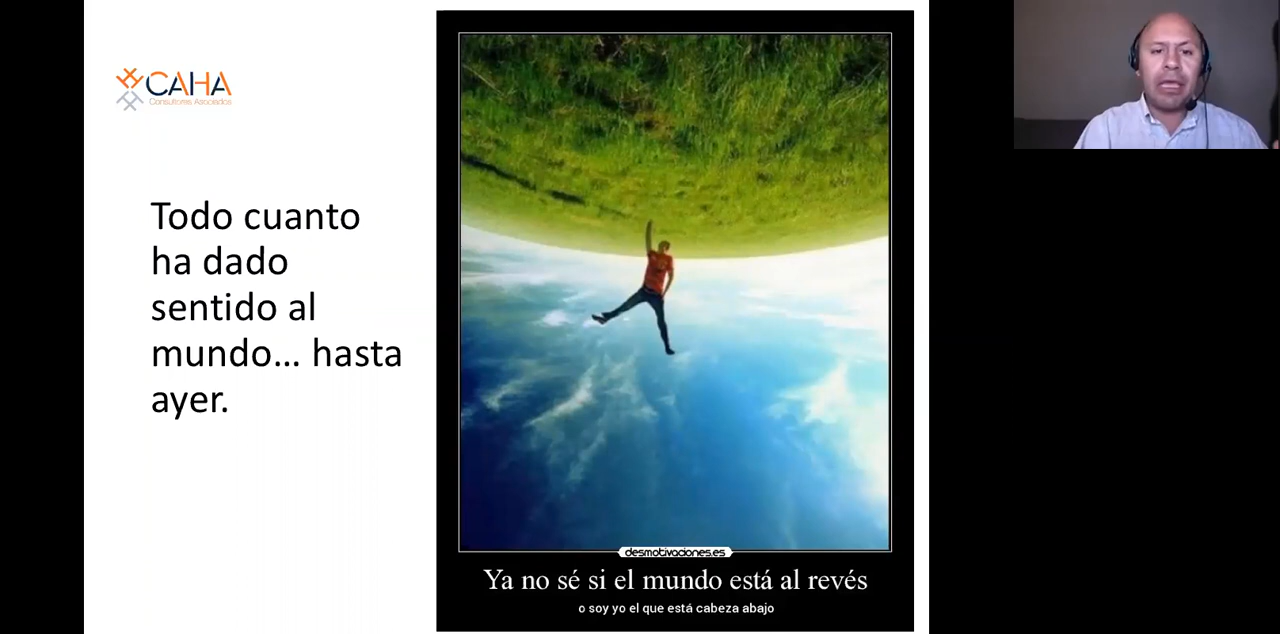 CAHA
Consultores Asociados
Todo cuanto
ha dado
sentido al
mundo... hasta
ayer.
desmotivaciones.es
Ya no sé si el mundo está al revés
o soy yo el que está cabeza abajo